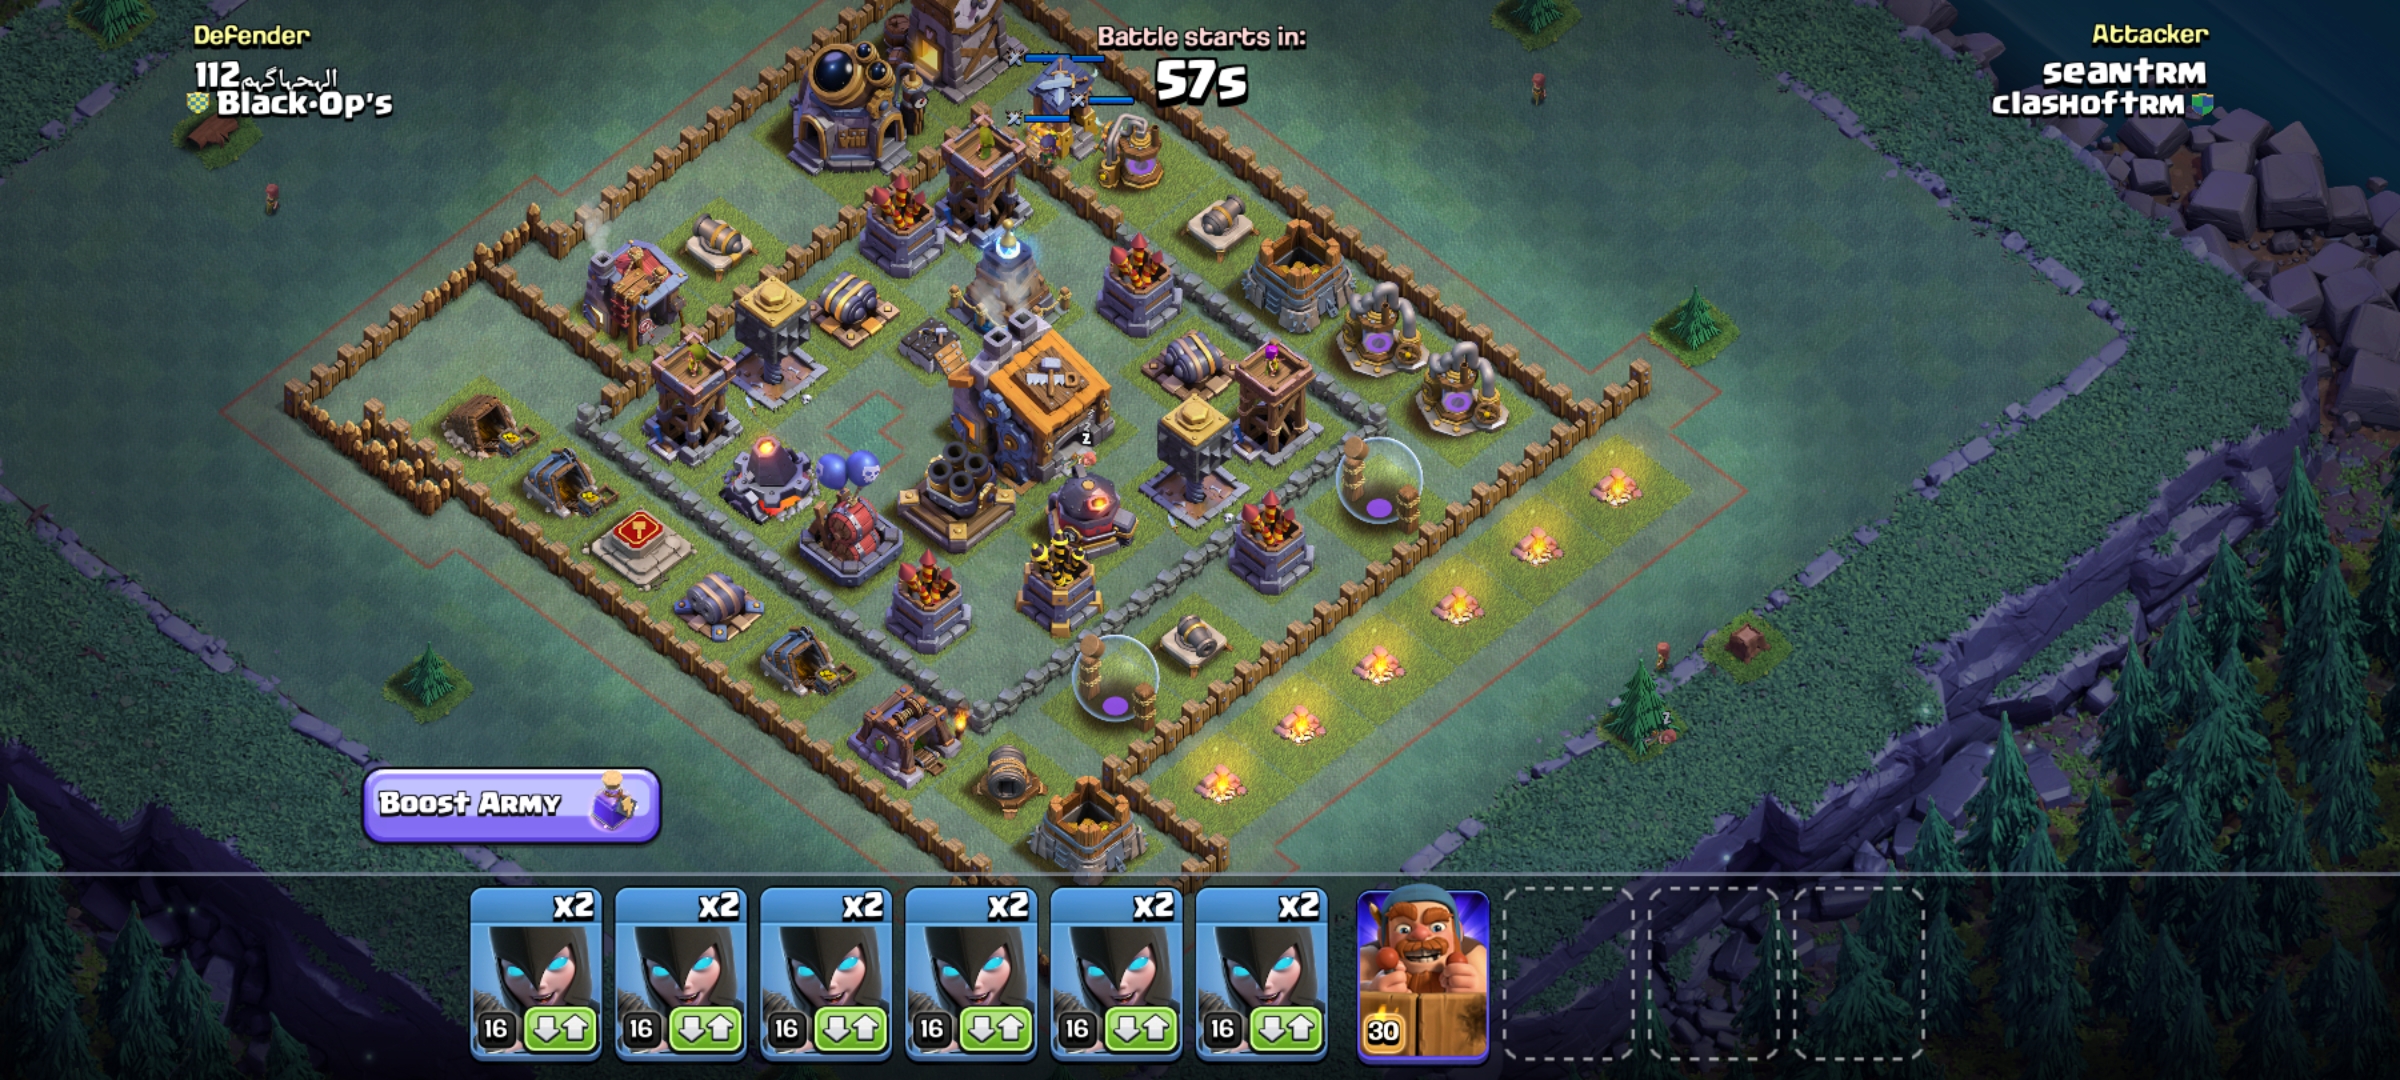 Defender
112الهحباگهم
Black•Op's
Battle starts in:
57s
Attacker
seantRM
clashoftRM
Boost Army
x2
x2
x2
x2
x2
x2
16
16
16
16
16
16
30